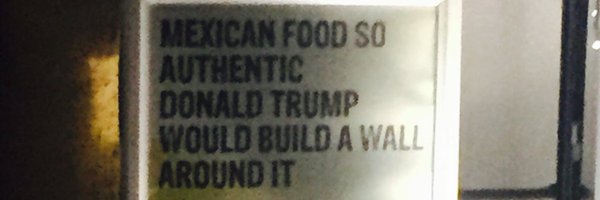 MEXICAN FOOD SO
AUTHENTIC
DONALD TRUMP
WOULD BUILD A WALL
AROUND IT